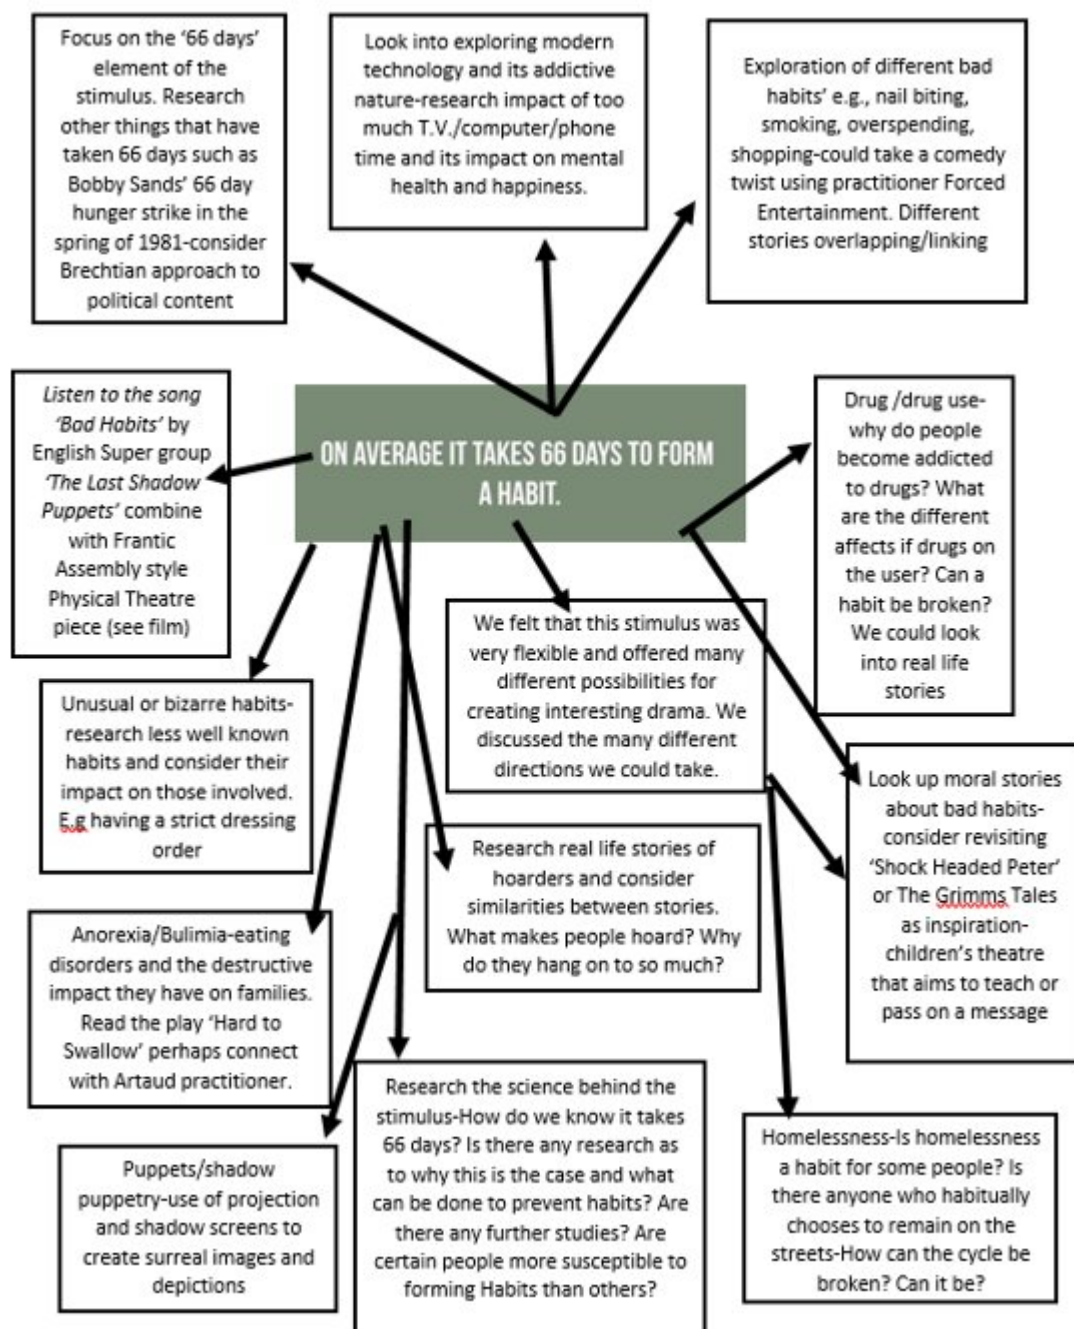 Focus on the '66 days'
element of the
stimulus. Research
other things that have
taken 66 days such as
Bobby Sands' 66 day
hunger strike in the
spring of 1981-consider
Brechtian approach to
political content
Look into exploring modern
technology and its addictive
nature-research impact of too
much T.V./computer/phone
time and its impact on mental
health and happiness.
Exploration of different bad
habits' e.g., nail biting,
smoking, overspending,
shopping-could take a comedy
twist using practitioner Forced
Entertainment. Different
stories overlapping/linking
Listen to the song
'Bad Habits' by
English Super group
'The Last Shadow
Puppets' combine
with Frantic
Assembly style
Physical Theatre
piece (see film)
ON AVERAGE IT TAKES 66 DAYS TO FORM
A HABIT.
Drug /drug use-
why do people
become addicted
to drugs? What
are the different
affects if drugs on
the user? Can a
habit be broken?
We could look
into real life
stories
We felt that this stimulus was
very flexible and offered many
different possibilities for
creating interesting drama. We
discussed the many different
directions we could take.
Unusual or bizarre habits-
research less well known
habits and consider their
impact on those involved.
E.g having a strict dressing
order
Look up moral stories
about bad habits-
consider revisiting
'Shock Headed Peter'
or The Grimms Tales
as inspiration-
children's theatre
that aims to teach or
pass on a message
Research real life stories of
hoarders and consider
similarities between stories.
What makes people hoard? Why
do they hang on to so much?
Anorexia/Bulimia-eating
disorders and the destructive
impact they have on families.
Read the play 'Hard to
Swallow' perhaps connect
with Artaud practitioner.
Research the science behind the
stimulus-How do we know it takes
66 days? Is there any research as
to why this is the case and what
can be done to prevent habits? Are
there any further studies? Are
certain people more susceptible to
forming Habits than others?
Homelessness-Is homelessness
a habit for some people? Is
there anyone who habitually
chooses to remain on the
streets-How can the cycle be
broken? Can it be?
Puppets/shadow
puppetry-use of projection
and shadow screens to
create surreal images and
depictions